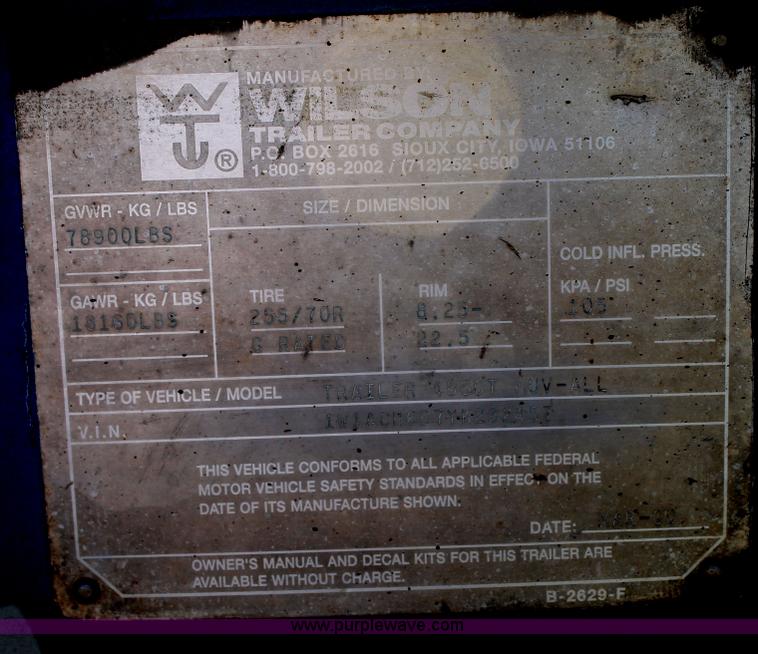 MANUFACTURED BY
WILSON
TRAILER COMPANY
P.O. BOX 2616 SIOUX CITY, IOWA 51106
1-800-798-2002 / (712)252-6500
®
GVWR - KG / LBS
78900LBS
SIZE / DIMENSION
COLD INFL. PRESS.
GAWR - KG / LBS
18160LBS
TIRE
255/70R
G RATED
RIM
8.25-
22.5
KPA / PSI
105
TYPE OF VEHICLE / MODEL TRAILER
V.I.N.
THIS VEHICLE CONFORMS TO ALL APPLICABLE FEDERAL
MOTOR VEHICLE SAFETY STANDARDS IN EFFECT ON THE
DATE OF ITS MANUFACTURE SHOWN.
DATE:
OWNER'S MANUAL AND DECAL KITS FOR THIS TRAILER ARE
AVAILABLE WITHOUT CHARGE.
B-2629-F
www.purplewave.com